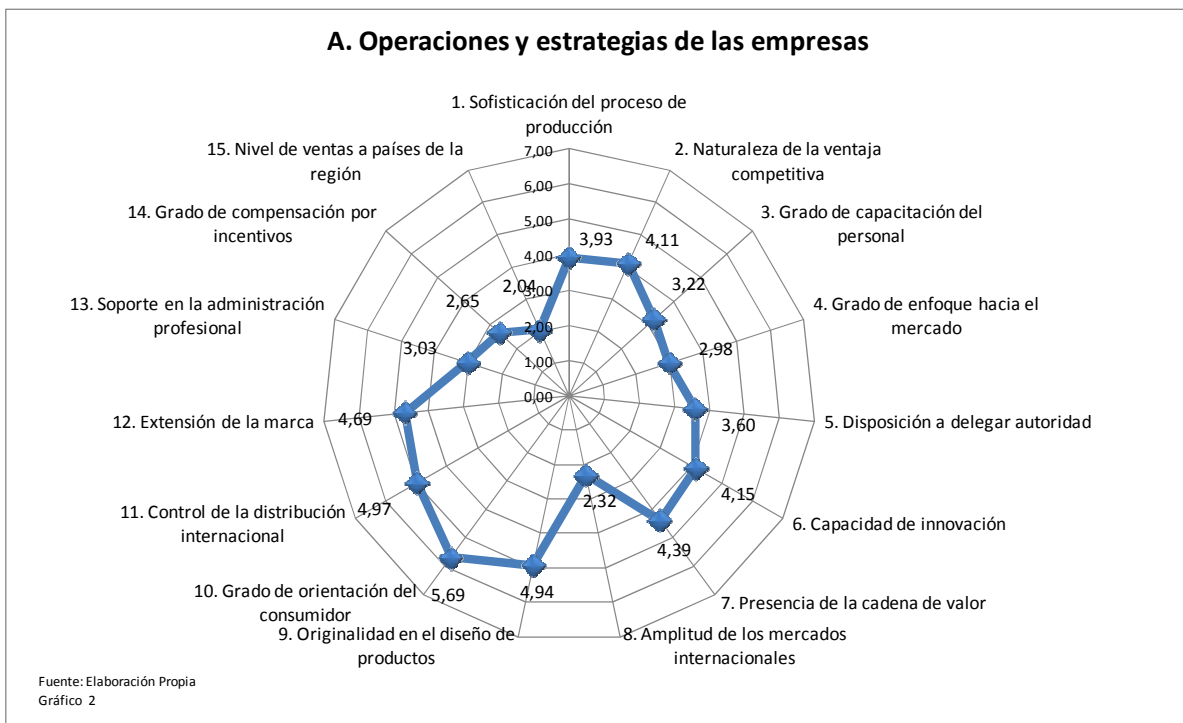 A. Operaciones y estrategias de las empresas
1. Sofisticación del proceso de
producción
2. Naturaleza de la ventaja
competitiva
3. Grado de capacitación del
personal
4. Grado de enfoque hacia el
mercado
5. Disposición a delegar autoridad
6. Capacidad de innovación
7. Presencia de la cadena de valor
8. Amplitud de los mercados
internacionales
9. Originalidad en el diseño de
productos
10. Grado de orientación del
consumidor
11. Control de la distribución
internacional
12. Extensión de la marca
13. Soporte en la administración
profesional
14. Grado de compensación por
incentivos
15. Nivel de ventas a países de la
región
7,00
6,00
5,00
4,00
3,00
2,00
1,00
0,00
3,93
4,11
3,22
2,98
3,60
4,15
4,39
2,32
4,94
5,69
4,97
4,69
3,03
2,65
2,04
Fuente: Elaboración Propia
Gráfico 2